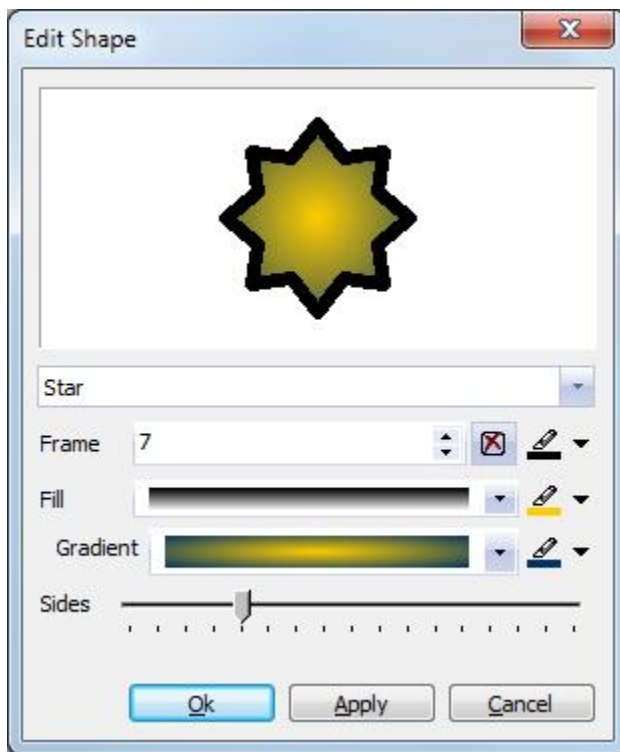 Edit Shape
Star
Frame 7
Fill
Gradient
Sides
Ok Apply Cancel